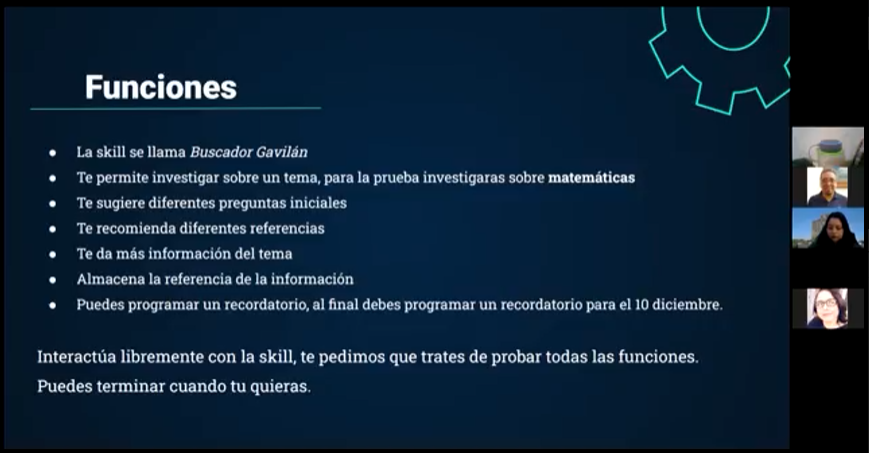 Funciones
● La skill se llama Buscador Gavilán
● Te permite investigar sobre un tema, para la prueba investigaras sobre matemáticas
● Te sugiere diferentes preguntas iniciales
● Te recomienda diferentes referencias
● Te da más información del tema
● Almacena la referencia de la información
● Puedes programar un recordatorio, al final debes programar un recordatorio para el 10 diciembre.
Interactúa libremente con la skill, te pedimos que trates de probar todas las funciones.
Puedes terminar cuando tu quieras.